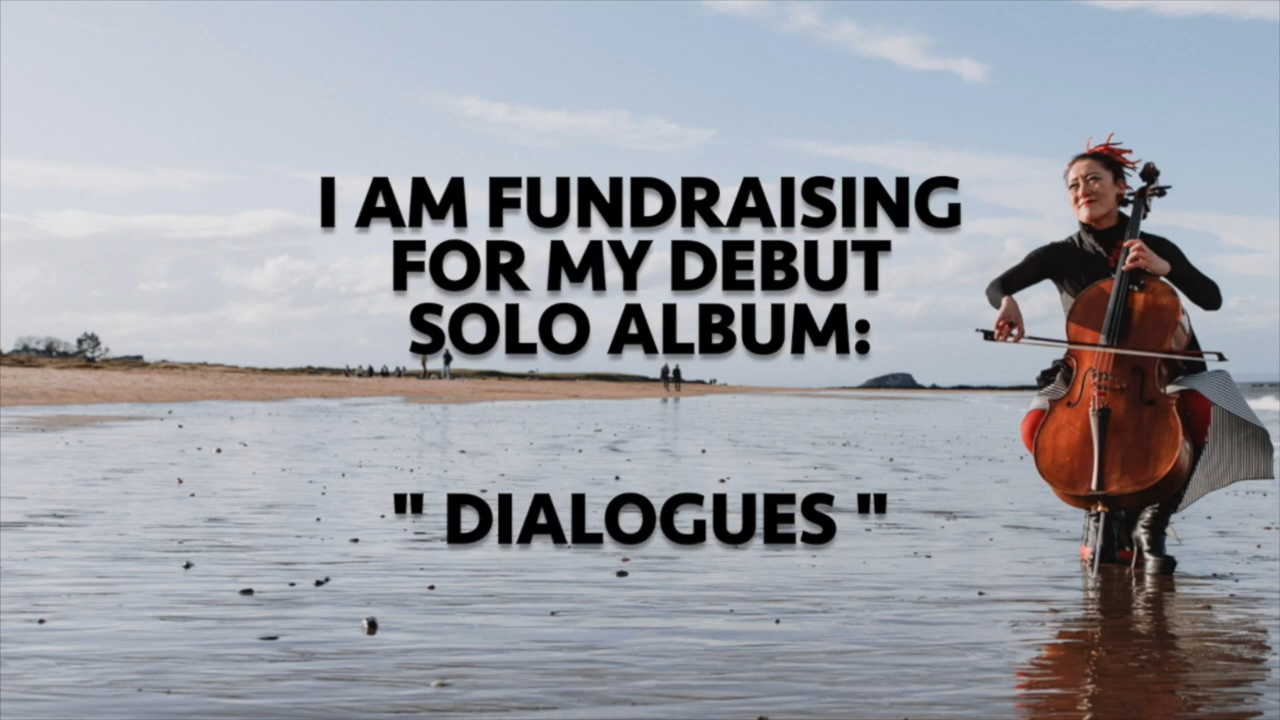 I AM FUNDRAISING
FOR MY DEBUT
SOLO ALBUM:
" DIALOGUES "